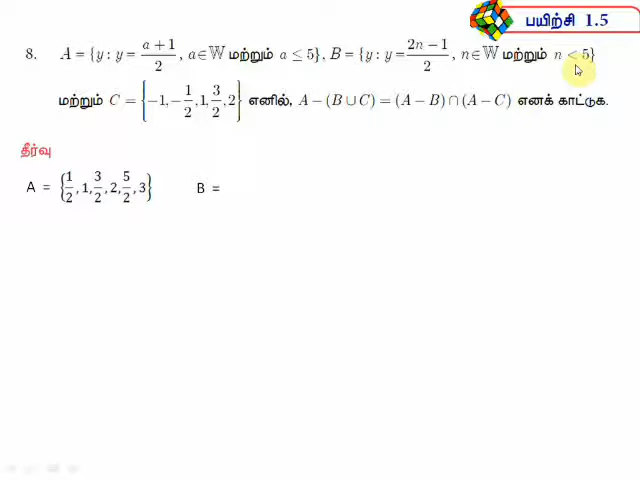 பயிற்சி 1.5
8. A = {y : y = (a+1)/2 , a∈𝕎 மற்றும் a ≤ 5}, B = {y : y = (2n−1)/2 , n∈𝕎 மற்றும் n < 5}
மற்றும் C = {−1, −1/2, 1, 3/2, 2} எனில், A − (B ∪ C) = (A − B) ∩ (A − C) எனக் காட்டுக.
தீர்வு
A = {1/2, 1, 3/2, 2, 5/2, 3} B =